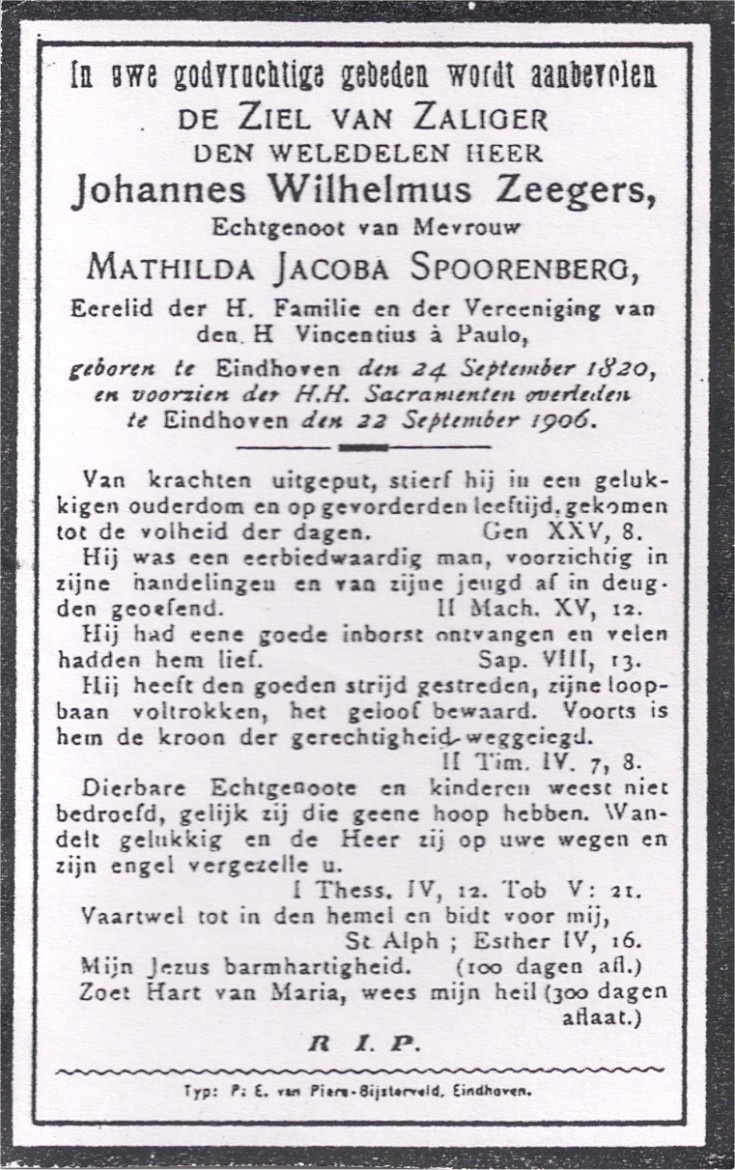 In uwe godvruchtige gebeden wordt aanbevolen
DE ZIEL VAN ZALIGER
DEN WELEDELEN HEER
Johannes Wilhelmus Zeegers,
Echtgenoot van Mevrouw
MATHILDA JACOBA SPOORENBERG,
Eerelid der H. Familie en der Vereeniging van
den H Vincentius à Paulo,
geboren te Eindhoven den 24 September 1820,
en voorzien der H.H. Sacramenten overleden
te Eindhoven den 22 September 1906.
Van krachten uitgeput, stierf hij in een geluk-
kigen ouderdom en op gevorderden leeftijd, gekomen
tot de volheid der dagen. Gen XXV, 8.
Hij was een eerbiedwaardig man, voorzichtig in
zijne handelingen en van zijne jeugd af in deug-
den geoefend. II Mach. XV, 12.
Hij had eene goede inborst ontvangen en velen
hadden hem lief. Sap. VIII, 13.
Hij heeft den goeden strijd gestreden, zijne loop-
baan voltrokken, het geloof bewaard. Voorts is
hem de kroon der gerechtigheid weggelegd.
II Tim. IV. 7, 8.
Dierbare Echtgenoote en kinderen weest niet
bedroefd, gelijk zij die geene hoop hebben. Wan-
delt gelukkig en de Heer zij op uwe wegen en
zijn engel vergezelle u.
I Thess. IV, 12. Tob V: 21.
Vaartwel tot in den hemel en bidt voor mij,
St Alph ; Esther IV, 16.
Mijn Jezus barmhartigheid. (100 dagen afl.)
Zoet Hart van Maria, wees mijn heil (300 dagen
aflaat.)
R I. P.
Typ: P. E. van Piere-Bijsterveld, Eindhoven.